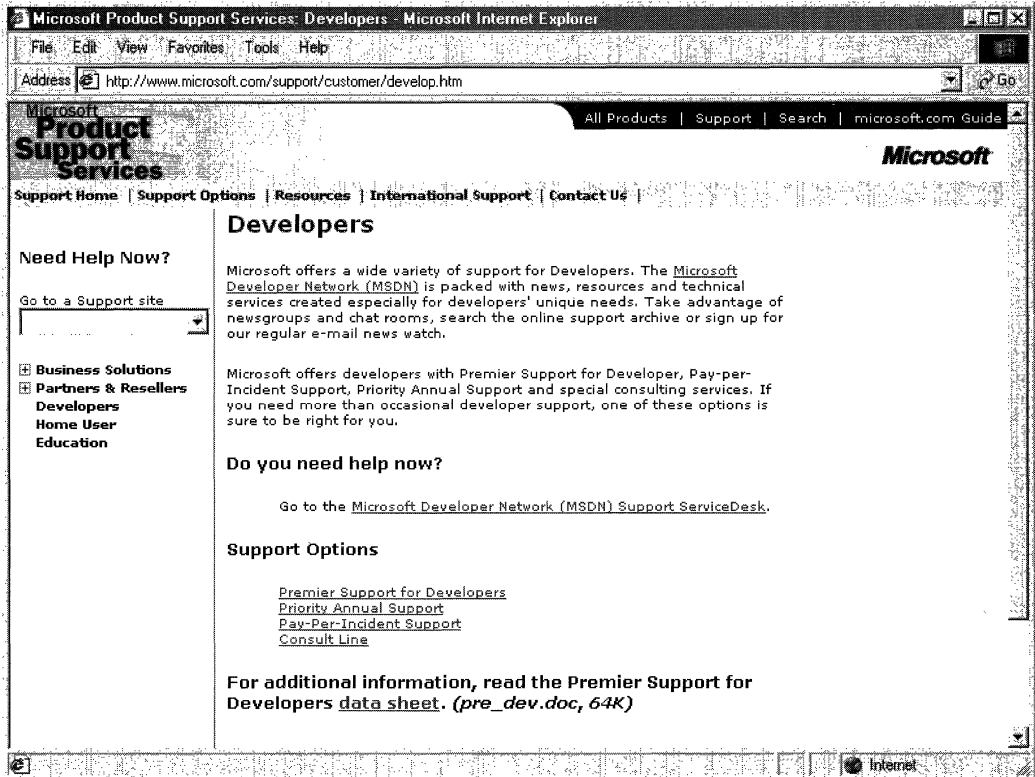 Microsoft Product Support Services: Developers - Microsoft Internet Explorer
File Edit View Favorites Tools Help
Address http://www.microsoft.com/support/customer/develop.htm Go
Microsoft
Product
Support
Services
All Products | Support | Search | microsoft.com Guide
Microsoft
Support Home | Support Options | Resources | International Support | Contact Us |
Need Help Now?
Go to a Support site
Business Solutions
Partners & Resellers
Developers
Home User
Education
Developers
Microsoft offers a wide variety of support for Developers. The Microsoft
Developer Network (MSDN) is packed with news, resources and technical
services created especially for developers' unique needs. Take advantage of
newsgroups and chat rooms, search the online support archive or sign up for
our regular e-mail news watch.
Microsoft offers developers with Premier Support for Developer, Pay-per-
Incident Support, Priority Annual Support and special consulting services. If
you need more than occasional developer support, one of these options is
sure to be right for you.
Do you need help now?
Go to the Microsoft Developer Network (MSDN) Support ServiceDesk.
Support Options
Premier Support for Developers
Priority Annual Support
Pay-Per-Incident Support
Consult Line
For additional information, read the Premier Support for
Developers data sheet. (pre_dev.doc, 64K)
Internet